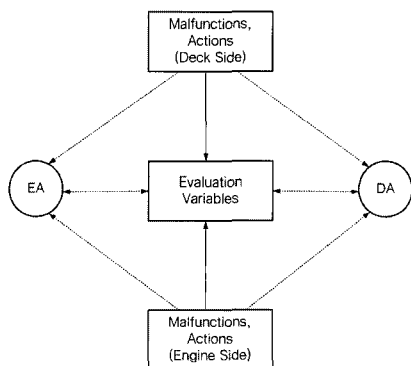 Malfunctions,
Actions
(Deck Side)
EA
Evaluation
Variables
DA
Malfunctions,
Actions
(Engine Side)